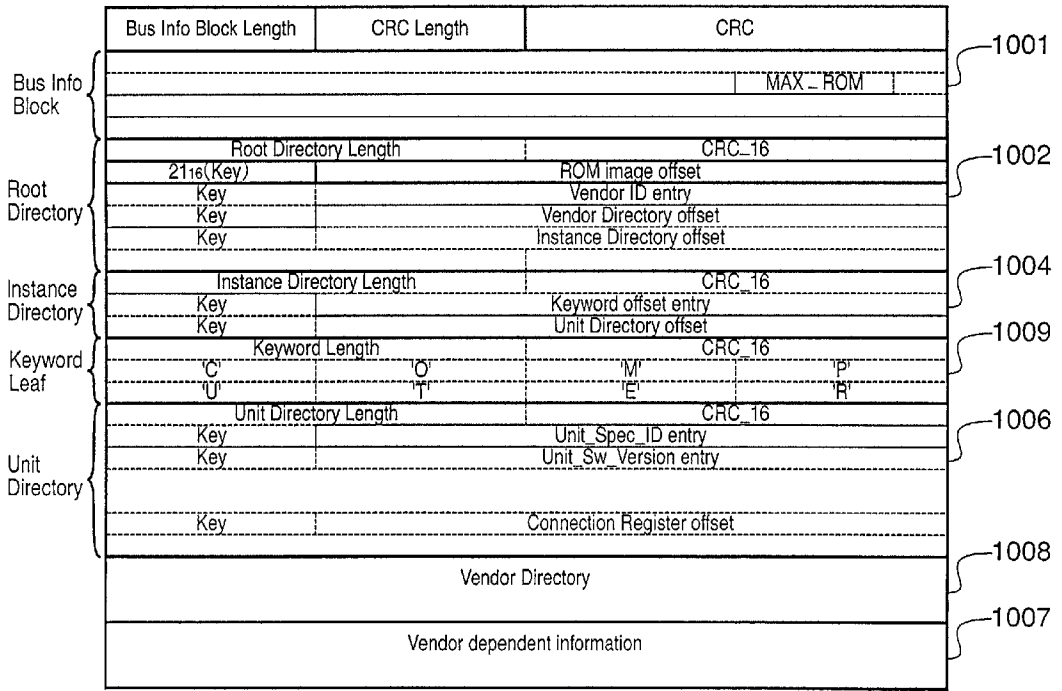 Bus Info Block Length CRC Length CRC
1001
Bus Info
Block
MAX_ROM
Root Directory Length CRC_16
1002
21₁₆(Key) ROM image offset
Root
Directory
Key Vendor ID entry
Key Vendor Directory offset
Key Instance Directory offset
1004
Instance
Directory
Instance Directory Length CRC_16
Key Keyword offset entry
Key Unit Directory offset
1009
Keyword
Leaf
Keyword Length CRC_16
'C' 'O' 'M' 'P'
'U' 'T' 'E' 'R'
Unit Directory Length CRC_16
1006
Key Unit_Spec_ID entry
Key Unit_Sw_Version entry
Unit
Directory
Key Connection Register offset
1008
Vendor Directory
1007
Vendor dependent information